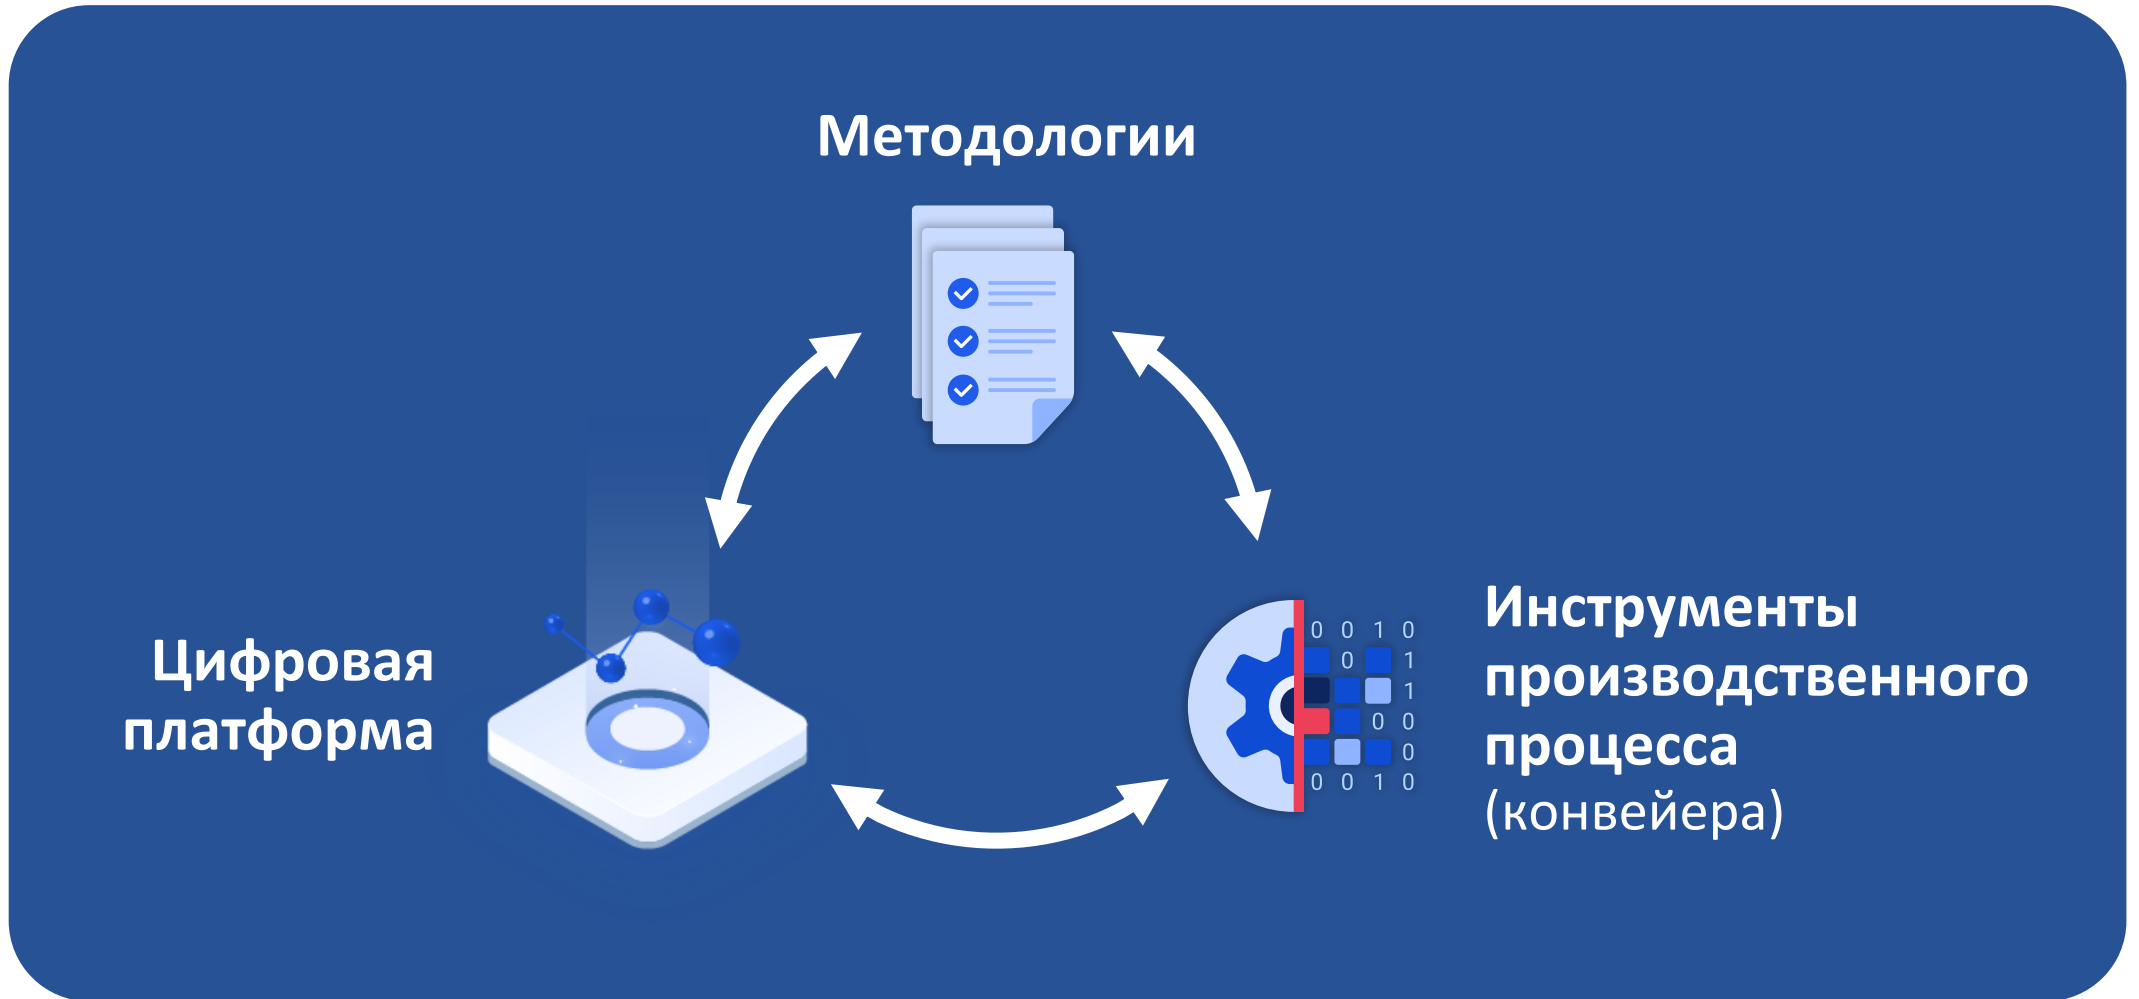 Методологии
Цифровая
платформа
Инструменты
производственного
процесса
(конвейера)
0 0 1 0
0 1
1
0 0
0
0 0 1 0